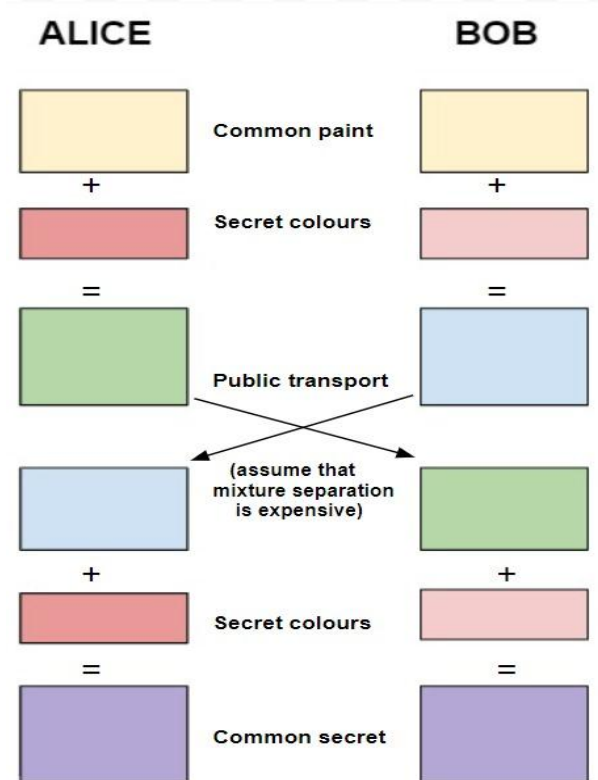 ALICE BOB
Common paint
+ +
Secret colours
= =
Public transport
(assume that
mixture separation
is expensive)
+ +
Secret colours
= =
Common secret